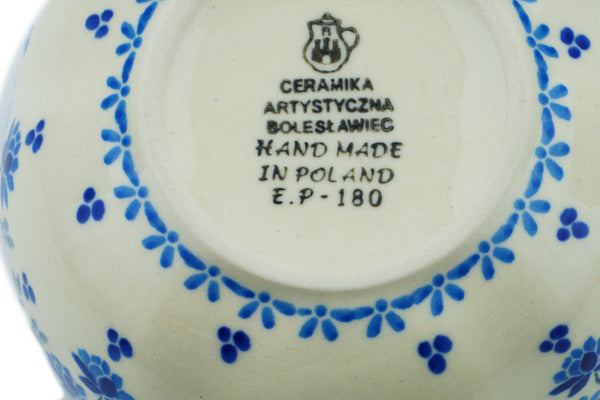 R
CERAMIKA
ARTYSTYCZNA
BOLESŁAWIEC
HAND MADE
IN POLAND
E.P-180